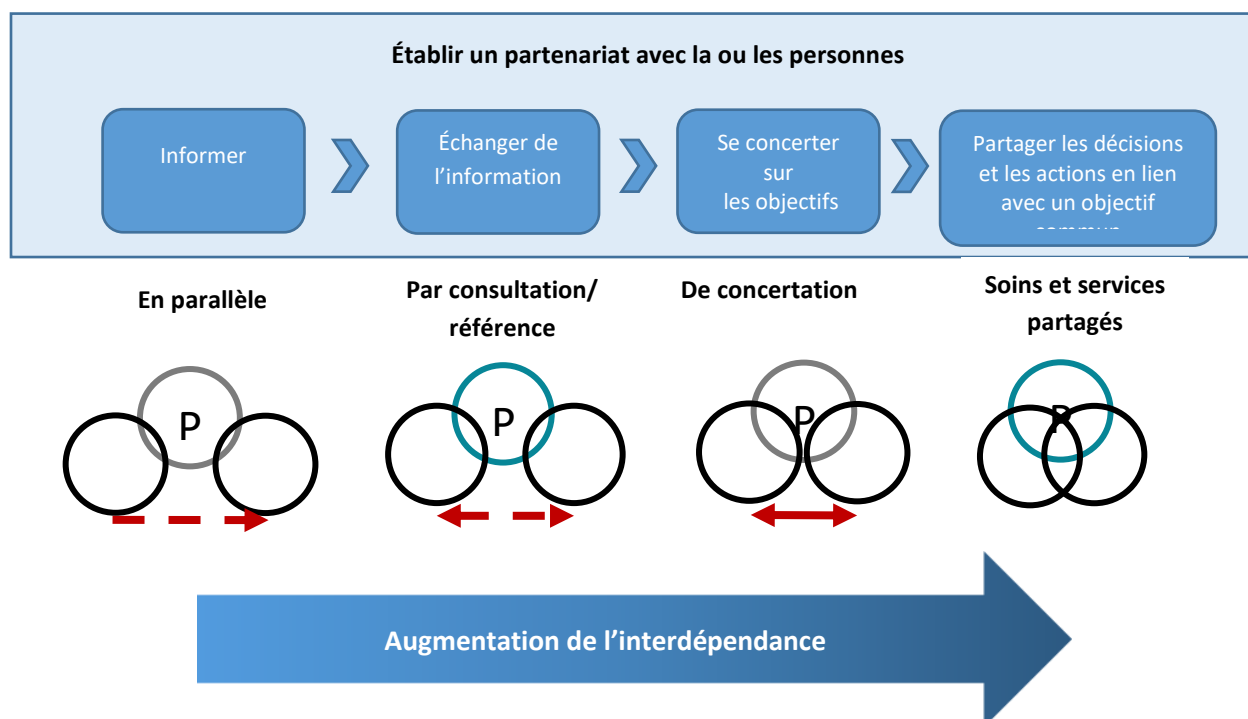 Établir un partenariat avec la ou les personnes
Informer
Échanger de
l’information
Se concerter
sur
les objectifs
Partager les décisions
et les actions en lien
avec un objectif
En parallèle
Par consultation/
référence
De concertation
Soins et services
partagés
P
P
P
P
Augmentation de l’interdépendance